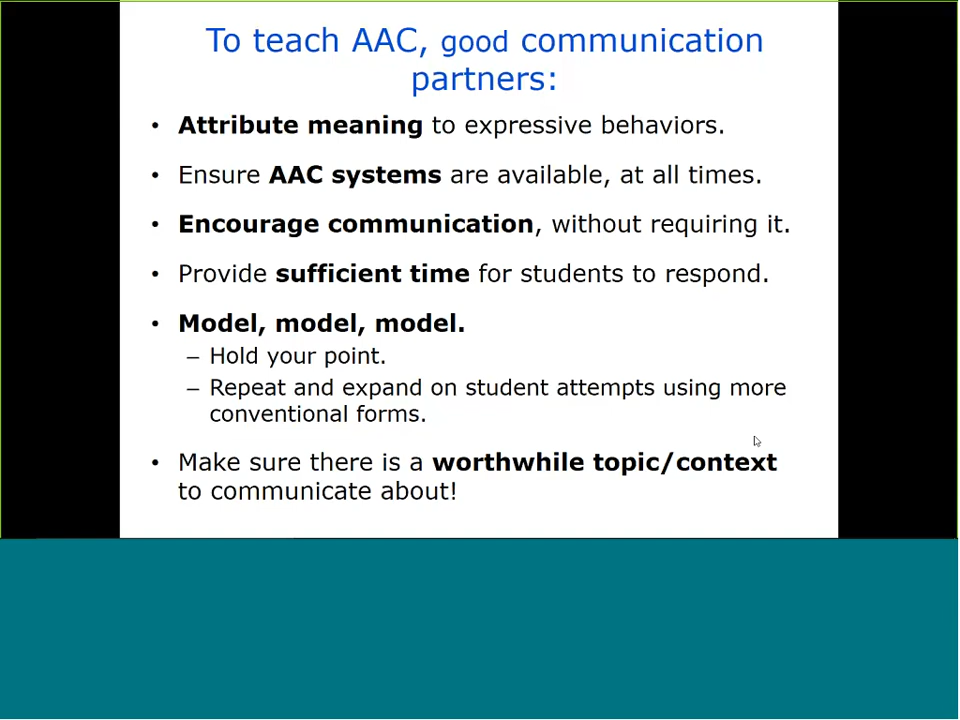 To teach AAC, good communication
partners:
• Attribute meaning to expressive behaviors.
• Ensure AAC systems are available, at all times.
• Encourage communication, without requiring it.
• Provide sufficient time for students to respond.
• Model, model, model.
– Hold your point.
– Repeat and expand on student attempts using more
conventional forms.
• Make sure there is a worthwhile topic/context
to communicate about!